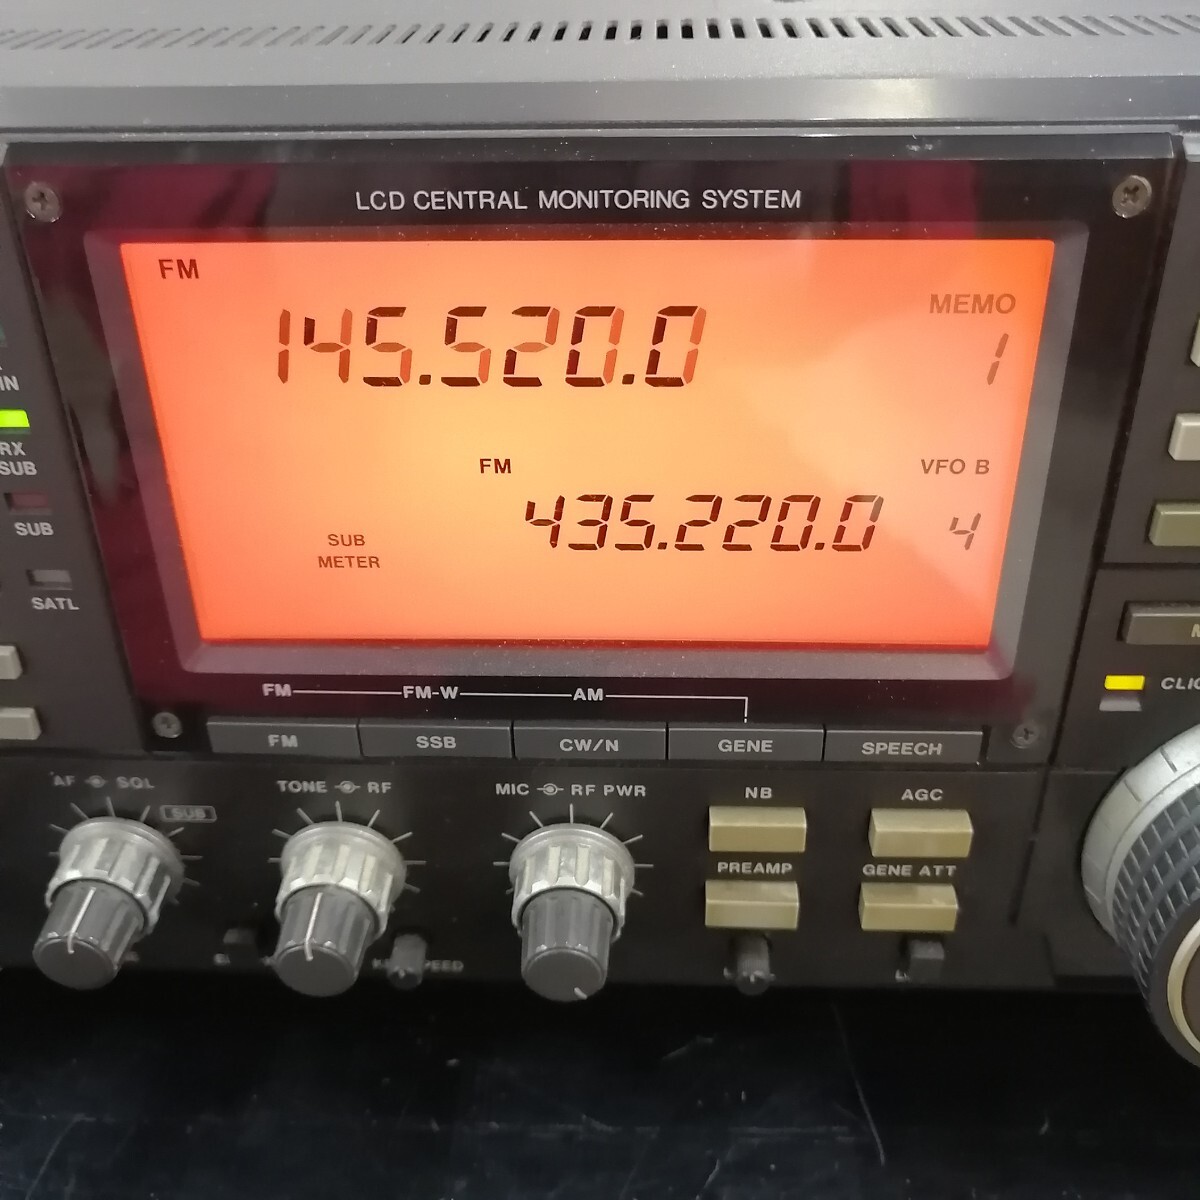 LCD CENTRAL MONITORING SYSTEM
FM
145.520.0
MEMO
1
FM
VFO B
435.220.0
4
SUB
METER
RX
SUB
SUB
SATL
FM FM-W AM
FM SSB CW/N GENE SPEECH
AF SQL
SUB
TONE RF
MIC RF PWR
NB
AGC
PREAMP
GENE ATT